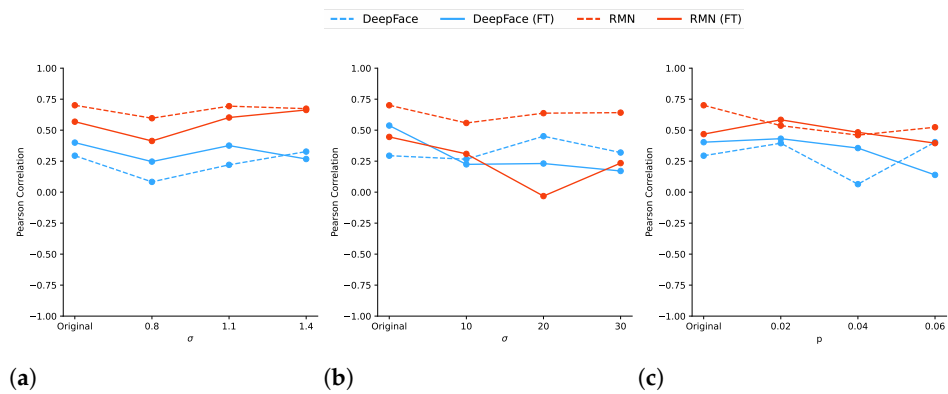 DeepFace DeepFace (FT) RMN RMN (FT)
Pearson Correlation
1.00
0.75
0.50
0.25
0.00
−0.25
−0.50
−0.75
−1.00
Original 0.8 1.1 1.4
σ
(a)
Pearson Correlation
1.00
0.75
0.50
0.25
0.00
−0.25
−0.50
−0.75
−1.00
Original 10 20 30
σ
(b)
Pearson Correlation
1.00
0.75
0.50
0.25
0.00
−0.25
−0.50
−0.75
−1.00
Original 0.02 0.04 0.06
p
(c)